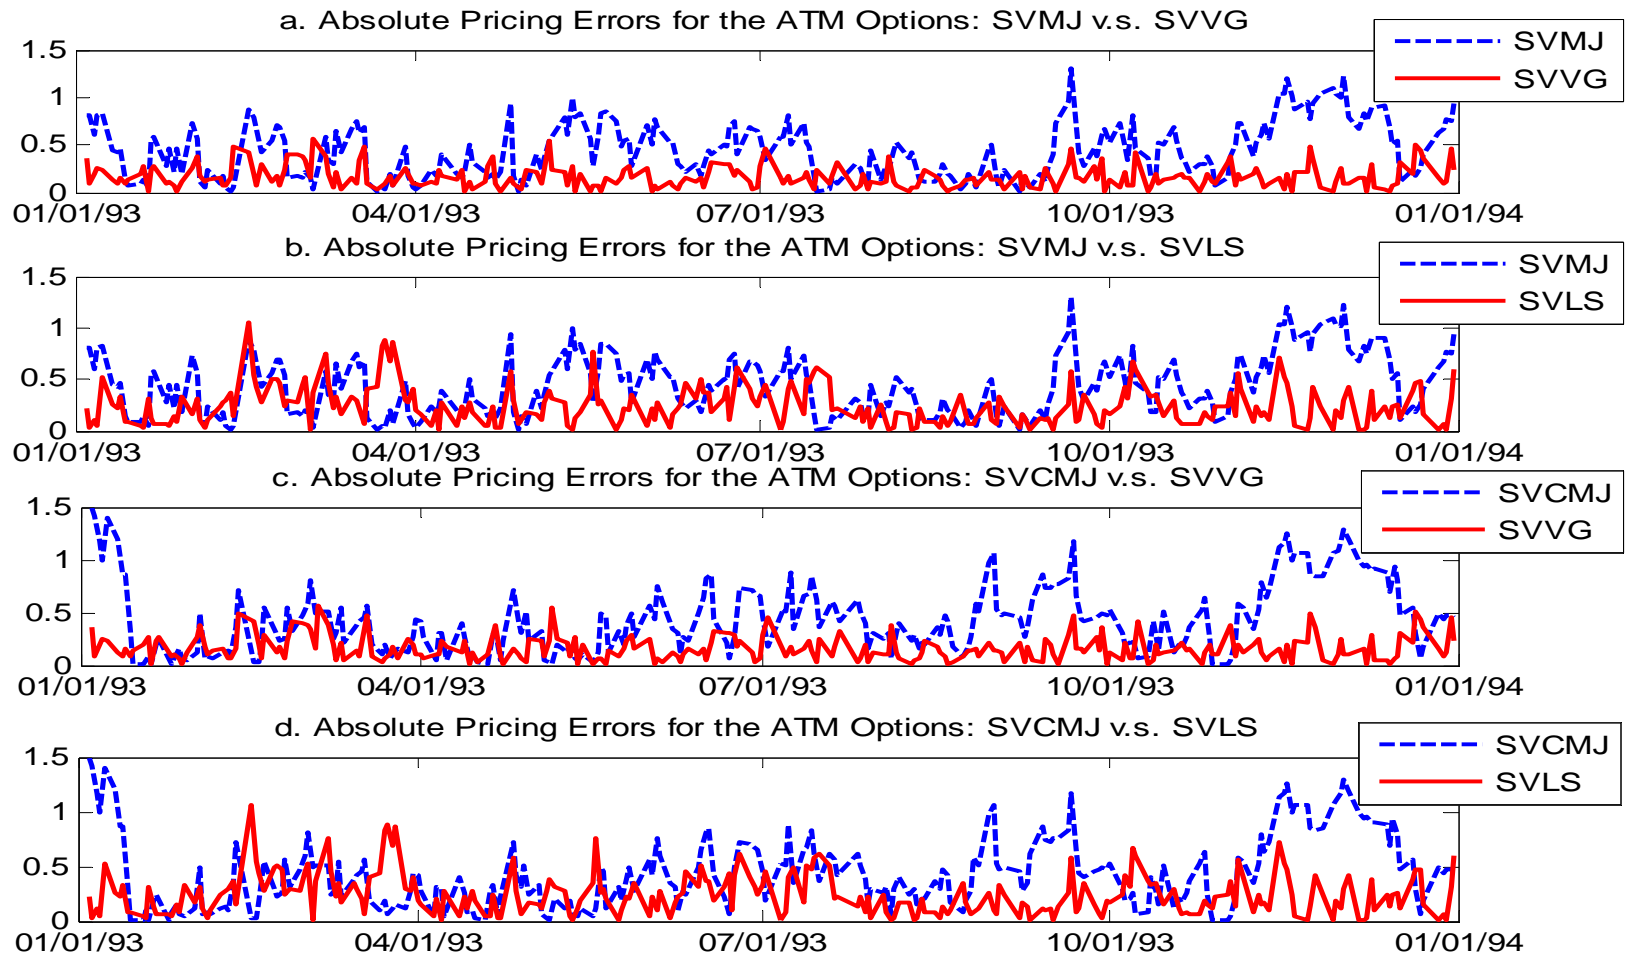 a. Absolute Pricing Errors for the ATM Options: SVMJ v.s. SVVG
SVMJ
SVVG
1.5
1
0.5
0
01/01/93 04/01/93 07/01/93 10/01/93 01/01/94
b. Absolute Pricing Errors for the ATM Options: SVMJ v.s. SVLS
SVMJ
SVLS
1.5
1
0.5
0
01/01/93 04/01/93 07/01/93 10/01/93 01/01/94
c. Absolute Pricing Errors for the ATM Options: SVCMJ v.s. SVVG
SVCMJ
SVVG
1.5
1
0.5
0
01/01/93 04/01/93 07/01/93 10/01/93 01/01/94
d. Absolute Pricing Errors for the ATM Options: SVCMJ v.s. SVLS
SVCMJ
SVLS
1.5
1
0.5
0
01/01/93 04/01/93 07/01/93 10/01/93 01/01/94